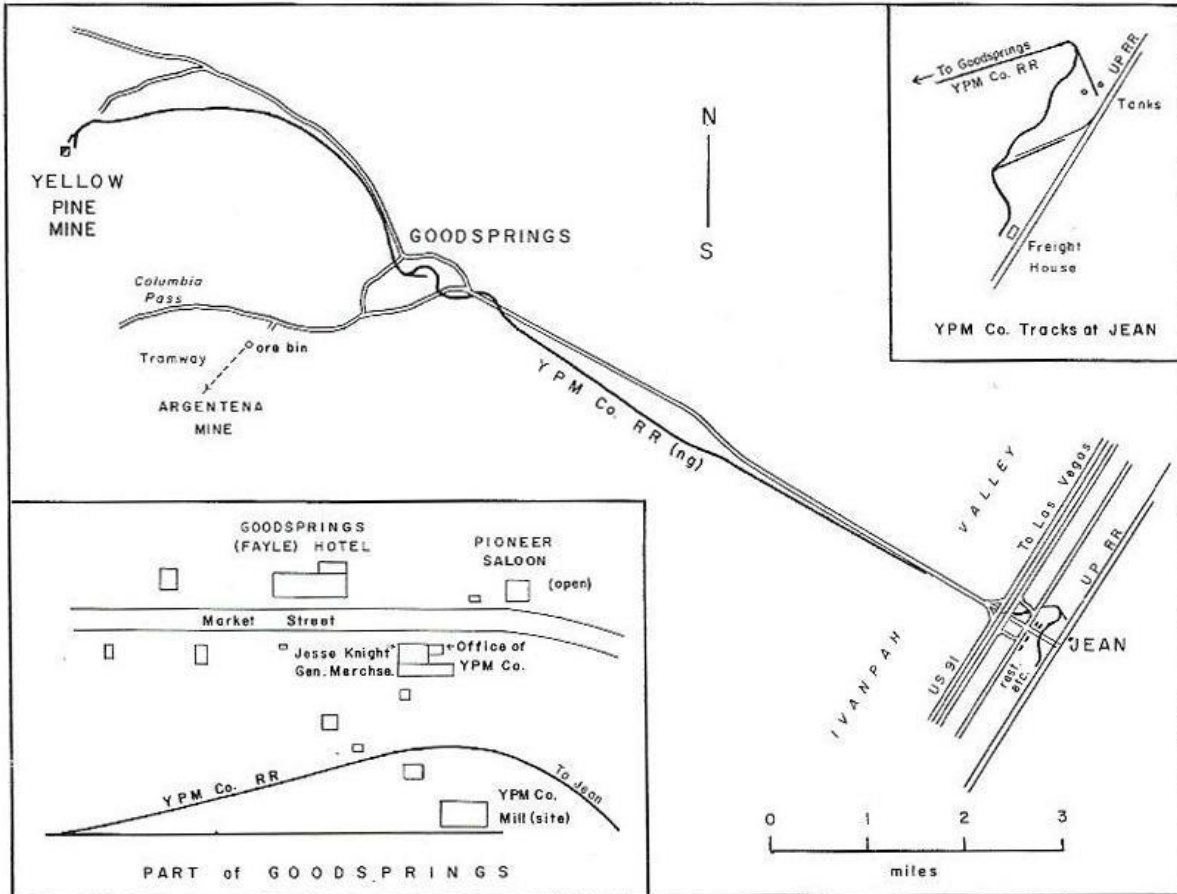 YELLOW
PINE
MINE
GOODSPRINGS
N
S
Columbia
Pass
Tramway
ore bin
ARGENTENA
MINE
YPM Co. RR (ng)
IVANPAH VALLEY
To Las Vegas
US 91
UP RR
JEAN
rest.
etc.
0 1 2 3
miles
To Goodsprings
YPM Co. RR
UP RR
Tanks
Freight
House
YPM Co. Tracks at JEAN
GOODSPRINGS
(FAYLE) HOTEL
PIONEER
SALOON
(open)
Market Street
Jesse Knight
Gen. Merchse.
Office of
YPM Co.
YPM Co. RR
To Jean
YPM Co.
Mill (site)
PART of GOODSPRINGS